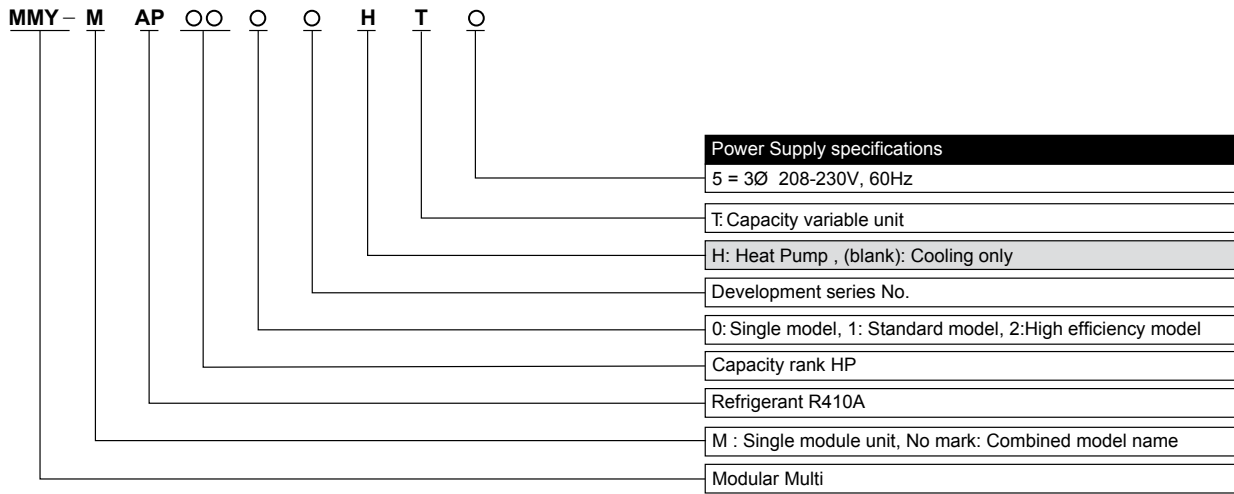 MMY– M AP ○○ ○ ○ H T ○
Power Supply specifications
5 = 3Ø 208-230V, 60Hz
T: Capacity variable unit
H: Heat Pump , (blank): Cooling only
Development series No.
0: Single model, 1: Standard model, 2:High efficiency model
Capacity rank HP
Refrigerant R410A
M : Single module unit, No mark: Combined model name
Modular Multi